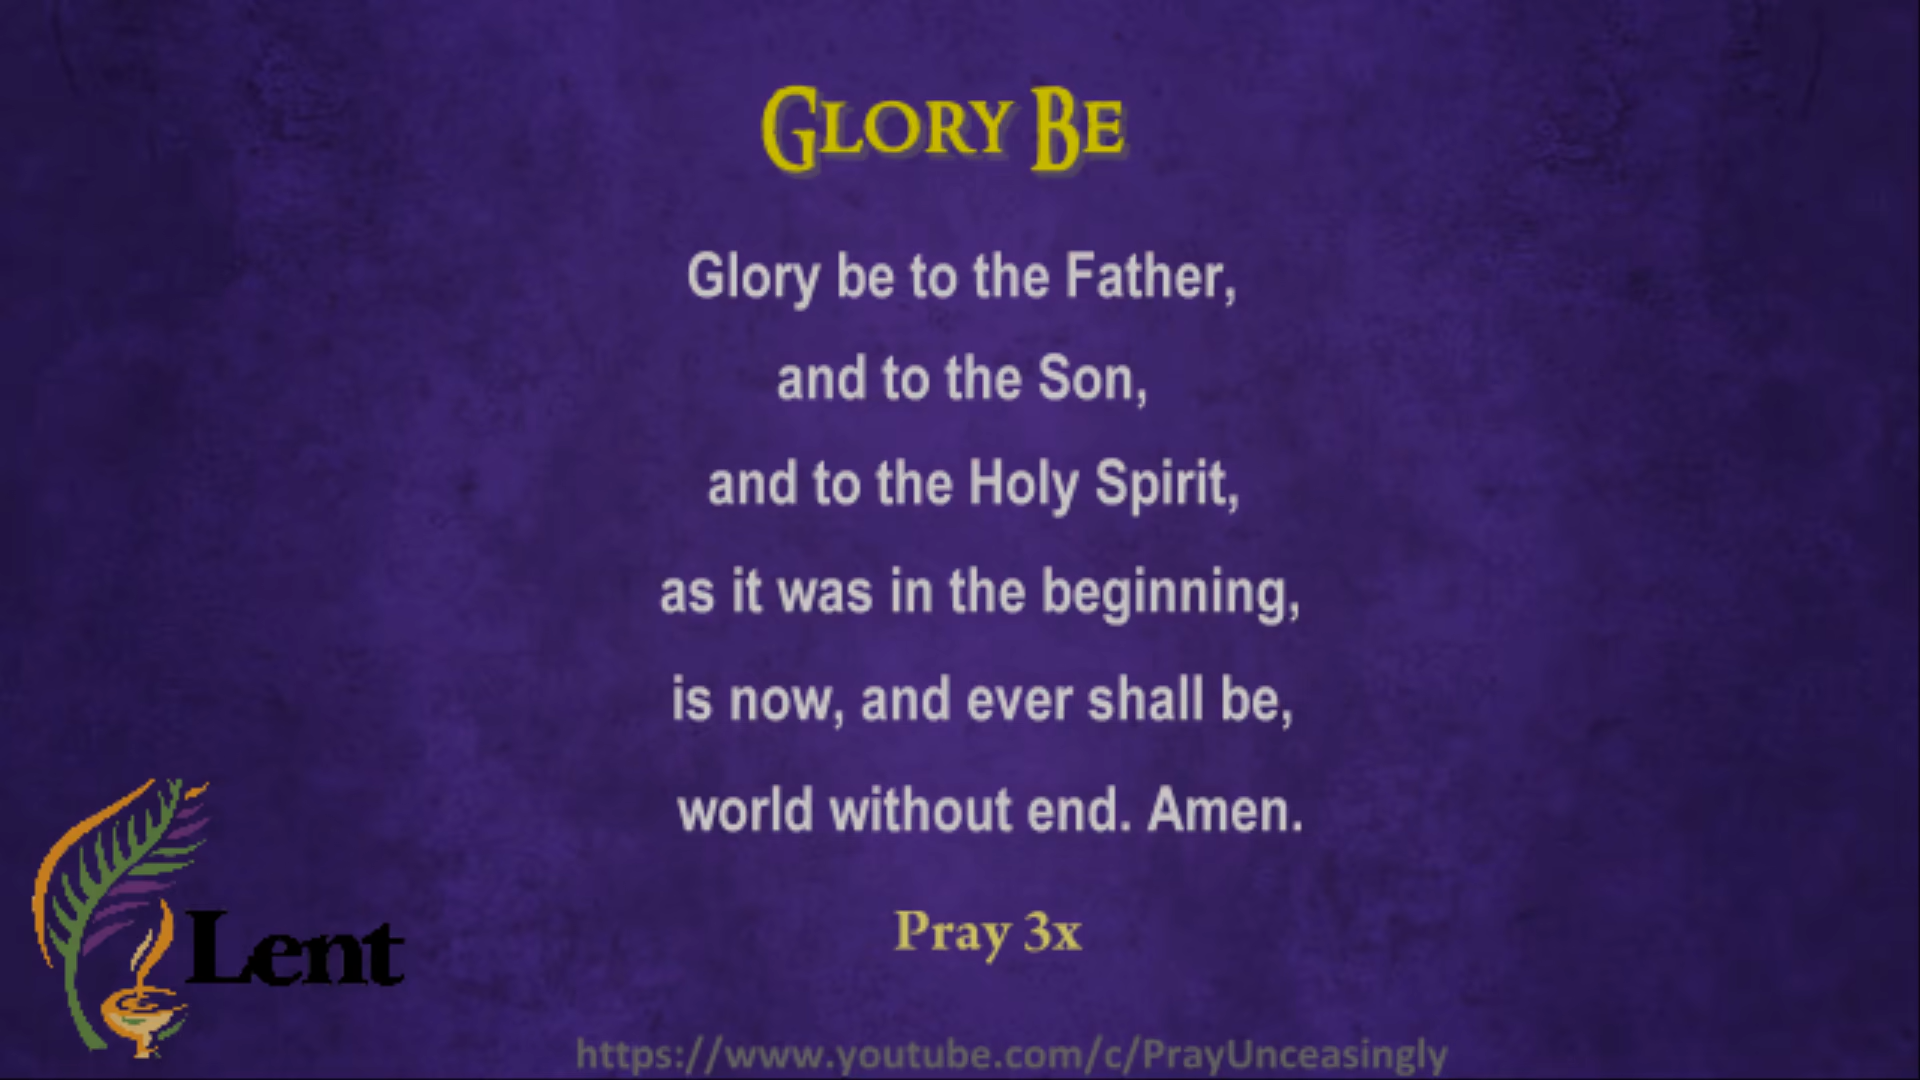 Glory Be
Glory be to the Father,
and to the Son,
and to the Holy Spirit,
as it was in the beginning,
is now, and ever shall be,
world without end. Amen.
Pray 3x
Lent
https://www.youtube.com/c/PrayUnceasingly